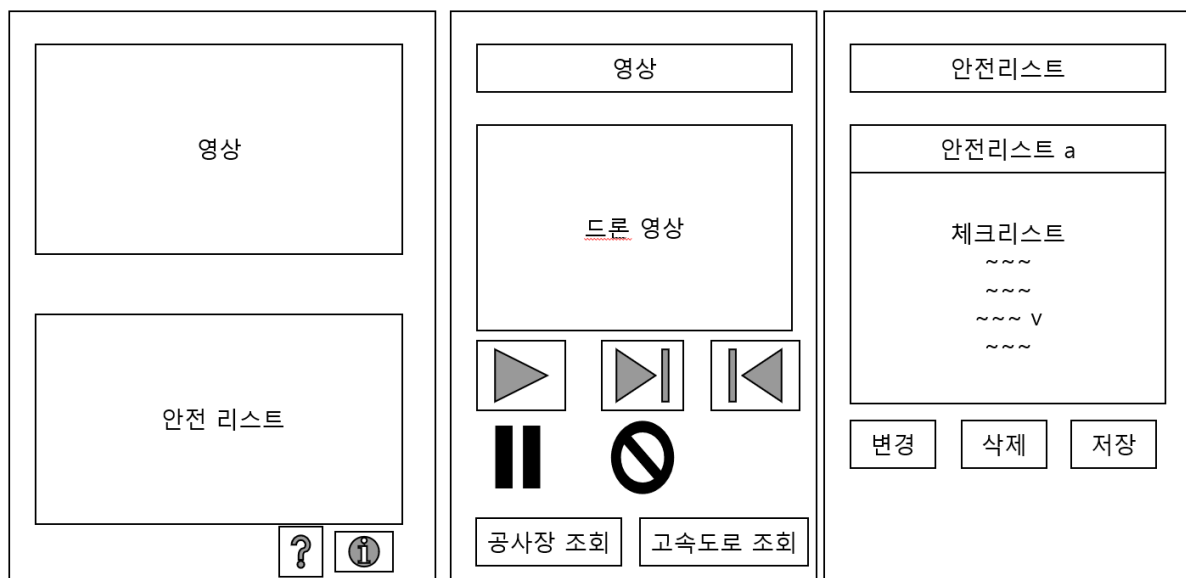 영상
안전 리스트
?
i
영상
드론 영상
공사장 조회
고속도로 조회
안전리스트
안전리스트 a
체크리스트
~~~
~~~
~~~ v
~~~
변경
삭제
저장